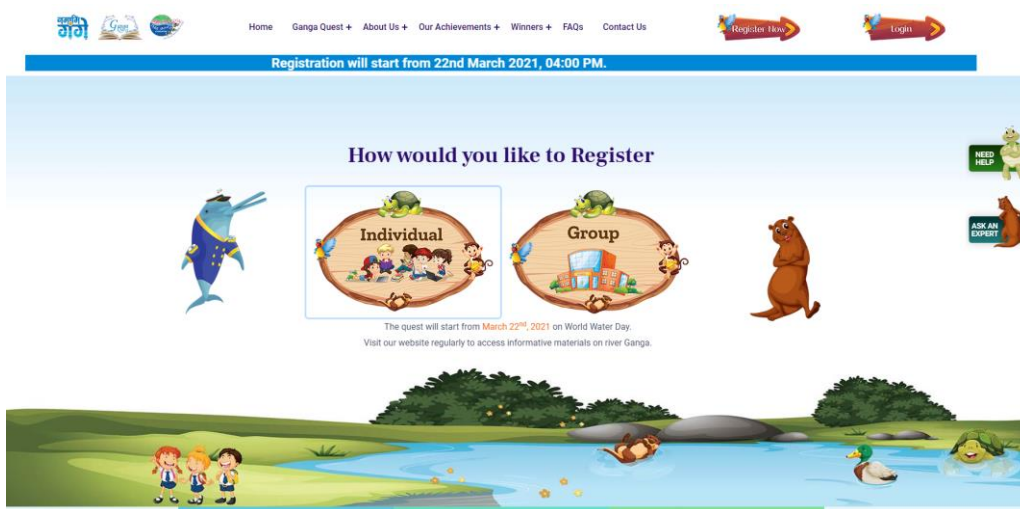 नमामि
गंगे
Home Ganga Quest + About Us + Our Achievements + Winners + FAQs Contact Us
Register Now
Login
Registration will start from 22nd March 2021, 04:00 PM.
How would you like to Register
NEED
HELP
ASK AN
EXPERT
Individual
Group
The quest will start from March 22nd, 2021 on World Water Day.
Visit our website regularly to access informative materials on river Ganga.